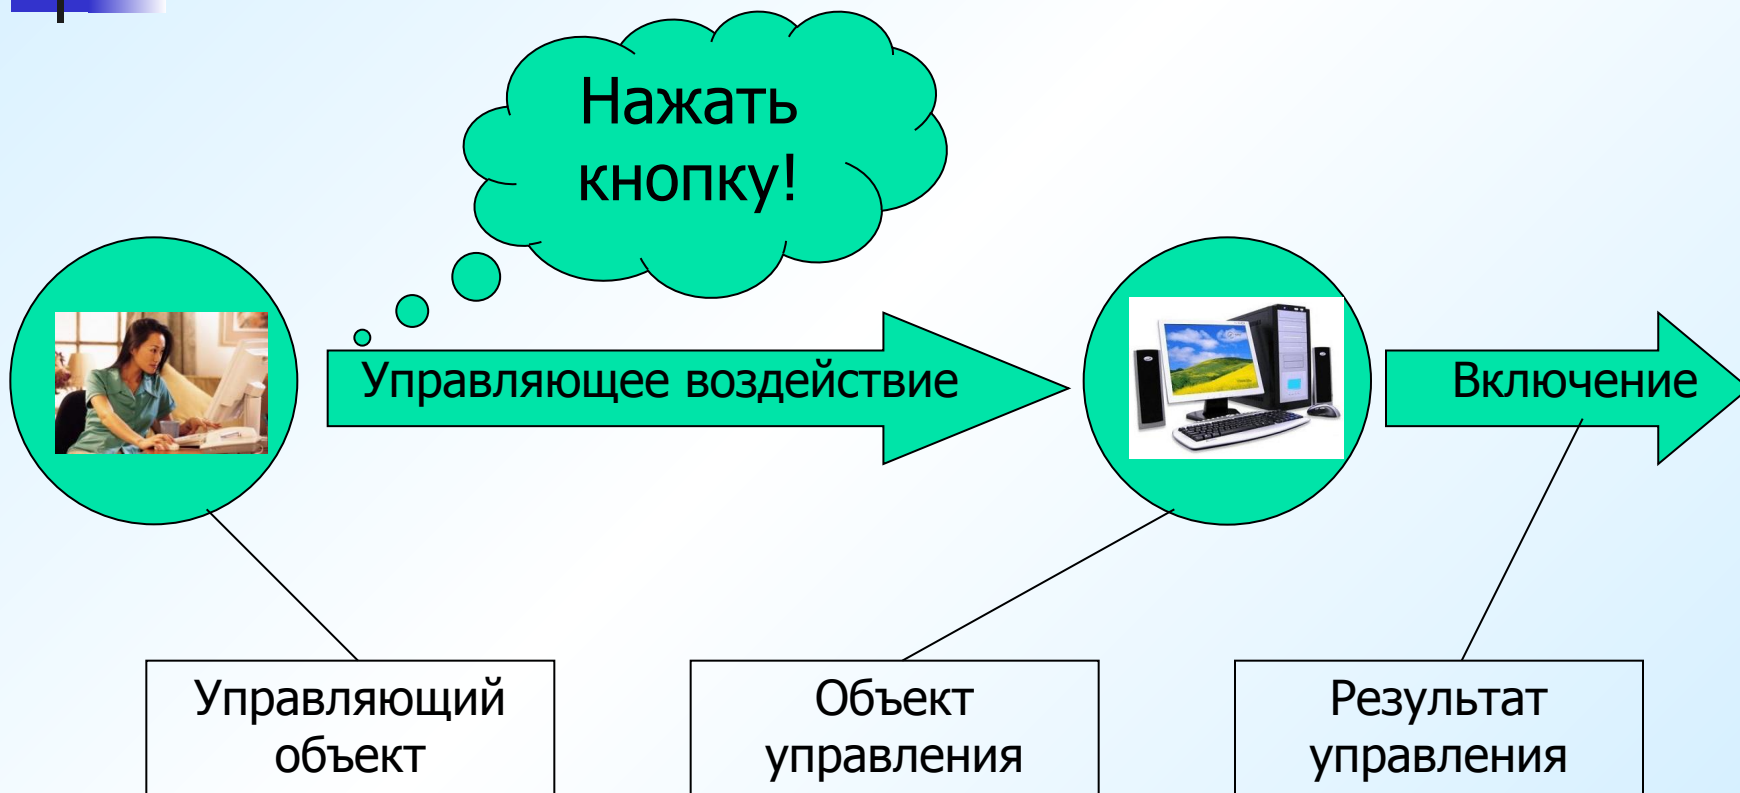 Нажать
кнопку!
Управляющее воздействие
Включение
Управляющий
объект
Объект
управления
Результат
управления